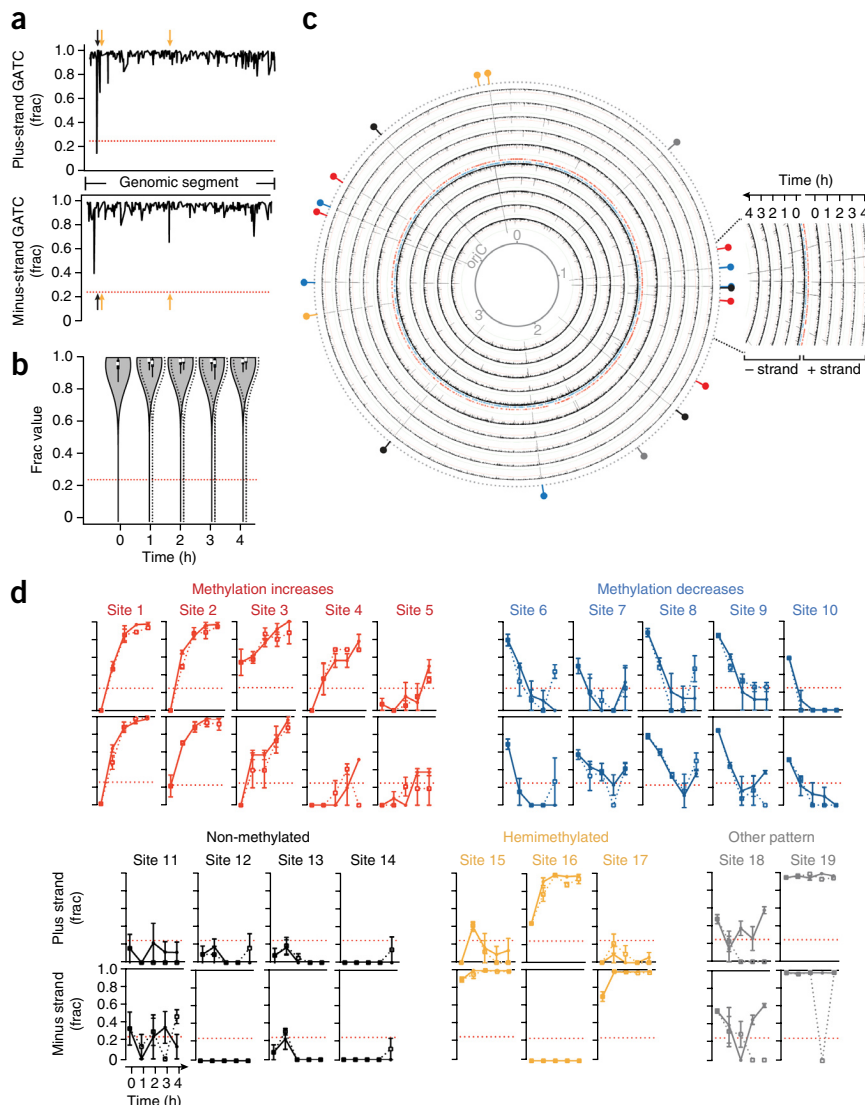 a
Plus-strand GATC
(frac)
1.0
0.8
0.6
0.4
0.2
0
Genomic segment
Minus-strand GATC
(frac)
1.0
0.8
0.6
0.4
0.2
0
b
Frac value
1.0
0.8
0.6
0.4
0.2
0
0 1 2 3 4
Time (h)
c
oriC
0
1
2
3
Time (h)
4 3 2 1 0 0 1 2 3 4
– strand + strand
d
Methylation increases
Site 1 Site 2 Site 3 Site 4 Site 5
Methylation decreases
Site 6 Site 7 Site 8 Site 9 Site 10
Non-methylated
Site 11 Site 12 Site 13 Site 14
Hemimethylated
Site 15 Site 16 Site 17
Other pattern
Site 18 Site 19
Plus strand
(frac)
Minus strand
(frac)
1.0
0.8
0.6
0.4
0.2
0
0 1 2 3 4
Time (h)